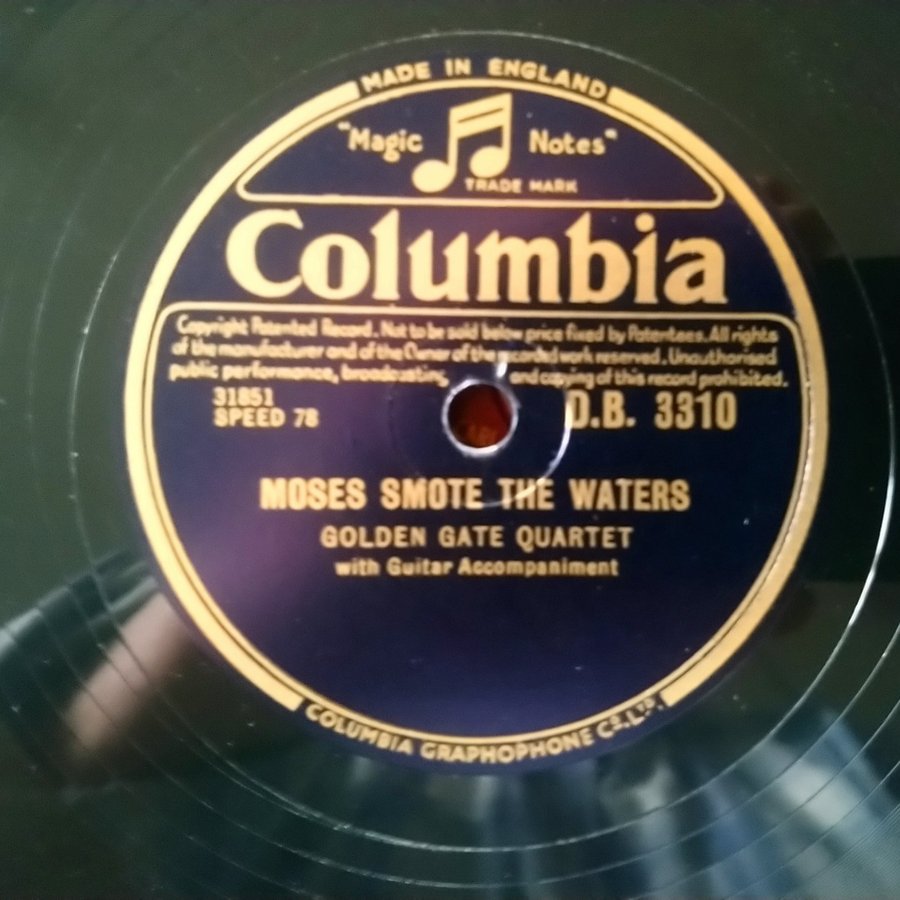 MADE IN ENGLAND
"Magic Notes"
TRADE MARK
Columbia
Copyright Patented Record. Not to be sold below price fixed by Patentees. All rights
of the manufacturer and of the Owner of the recorded work reserved. Unauthorised
public performance, broadcasting, and copying of this record prohibited.
31851
SPEED 78
D.B. 3310
MOSES SMOTE THE WATERS
GOLDEN GATE QUARTET
with Guitar Accompaniment
COLUMBIA GRAPHOPHONE CO. LTD.